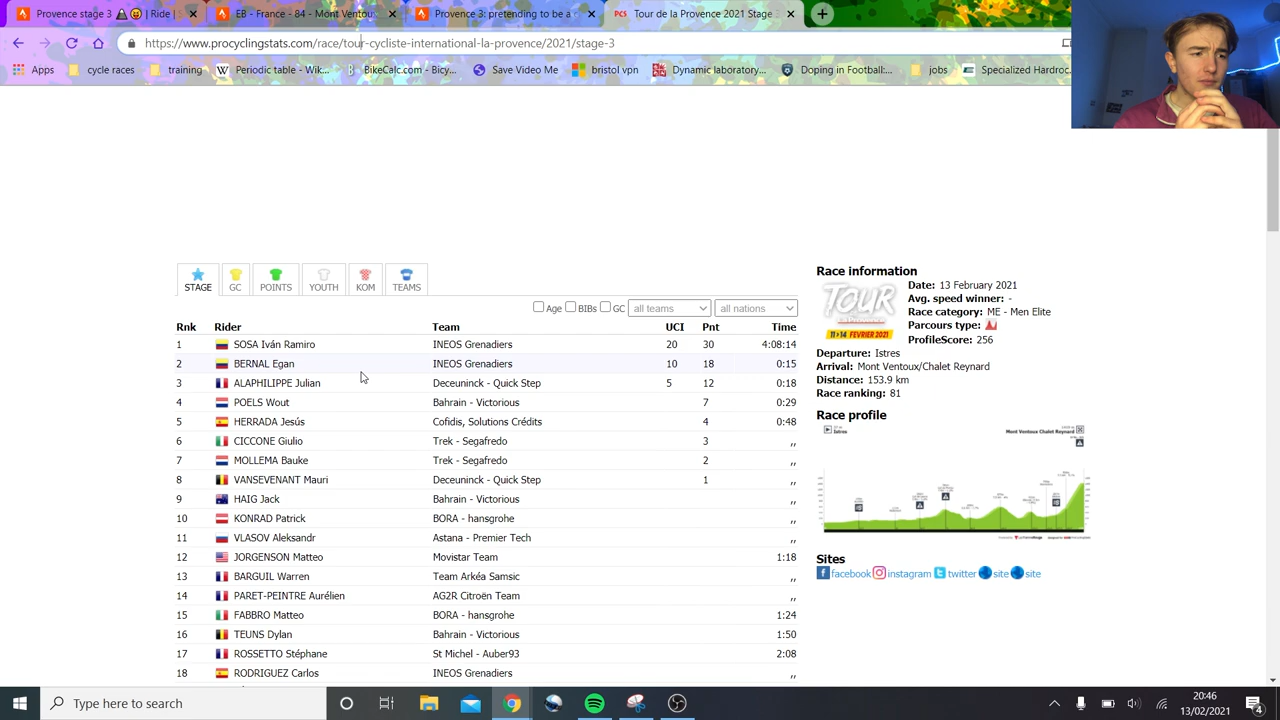 Provence stage 3 🔺😀 | Ride |
EB - France - 84 - Mont Ventou
Provence 3: pretending to be a c
PCS Tour de la Provence 2021 Stage 3
https://www.procyclingstats.com/race/tour-cycliste-international-la-provence/2021/stage-3
Apps cycle races training Periodic table - Wik... BikeCalc.com - Bicy... Save Video Me bristol vpn Dynamic laboratory... Doping in Football:... jobs Specialized Hardroc...
STAGE GC POINTS YOUTH KOM TEAMS
Age BIBs GC all teams all nations
Rnk Rider Team UCI Pnt Time
1 SOSA Iván Ramiro INEOS Grenadiers 20 30 4:08:14
2 BERNAL Egan INEOS Grenadiers 10 18 0:15
3 ALAPHILIPPE Julian Deceuninck - Quick Step 5 12 0:18
4 POELS Wout Bahrain - Victorious 7 0:29
5 HERRADA Jesús Cofidis, Solutions Crédits 4 0:48
6 CICCONE Giulio Trek - Segafredo 3 ,,
7 MOLLEMA Bauke Trek - Segafredo 2 ,,
8 VANSEVENANT Mauri Deceuninck - Quick Step 1 ,,
9 HAIG Jack Bahrain - Victorious ,,
10 KONRAD Patrick BORA - hansgrohe ,,
11 VLASOV Aleksandr Astana - Premier Tech ,,
12 JORGENSON Matteo Movistar Team 1:18
13 BARGUIL Warren Team Arkéa Samsic ,,
14 PARET-PEINTRE Aurélien AG2R Citroën Team ,,
15 FABBRO Matteo BORA - hansgrohe 1:24
16 TEUNS Dylan Bahrain - Victorious 1:50
17 ROSSETTO Stéphane St Michel - Auber93 2:08
18 RODRIGUEZ Carlos INEOS Grenadiers ,,
Race information
TOUR
11>14 FEVRIER 2021
Date: 13 February 2021
Avg. speed winner: -
Race category: ME - Men Elite
Parcours type:
ProfileScore: 256
Departure: Istres
Arrival: Mont Ventoux/Chalet Reynard
Distance: 153.9 km
Race ranking: 81
Race profile
Istres
Mont Ventoux Chalet Reynard
Sites
facebook instagram twitter site site
Type here to search
20:46
13/02/2021
4